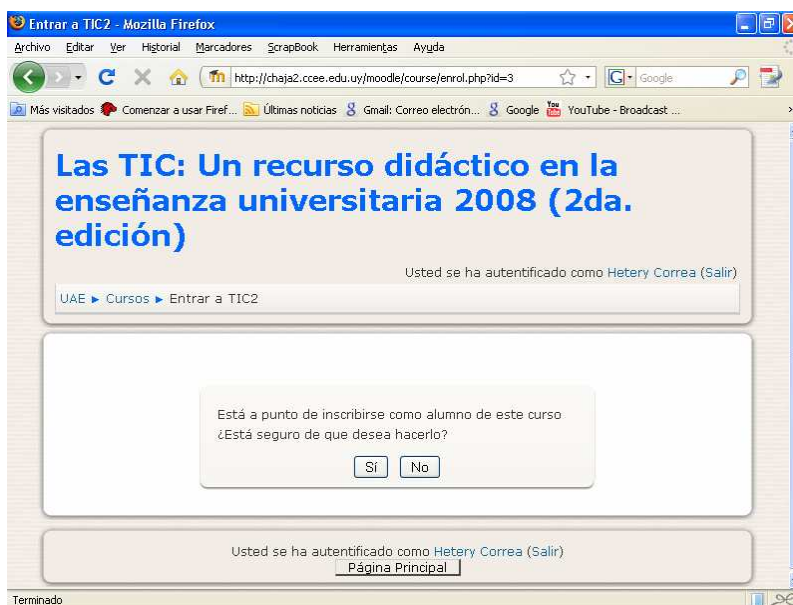 Entrar a TIC2 - Mozilla Firefox
Archivo Editar Ver Historial Marcadores ScrapBook Herramientas Ayuda
http://chaja2.ccee.edu.uy/moodle/course/enrol.php?id=3 G Google
Más visitados Comenzar a usar Firef... Últimas noticias Gmail: Correo electrón... Google YouTube - Broadcast ...
Las TIC: Un recurso didáctico en la
enseñanza universitaria 2008 (2da.
edición)
Usted se ha autentificado como Hetery Correa (Salir)
UAE ► Cursos ► Entrar a TIC2
Está a punto de inscribirse como alumno de este curso
¿Está seguro de que desea hacerlo?
Sí No
Usted se ha autentificado como Hetery Correa (Salir)
Página Principal
Terminado